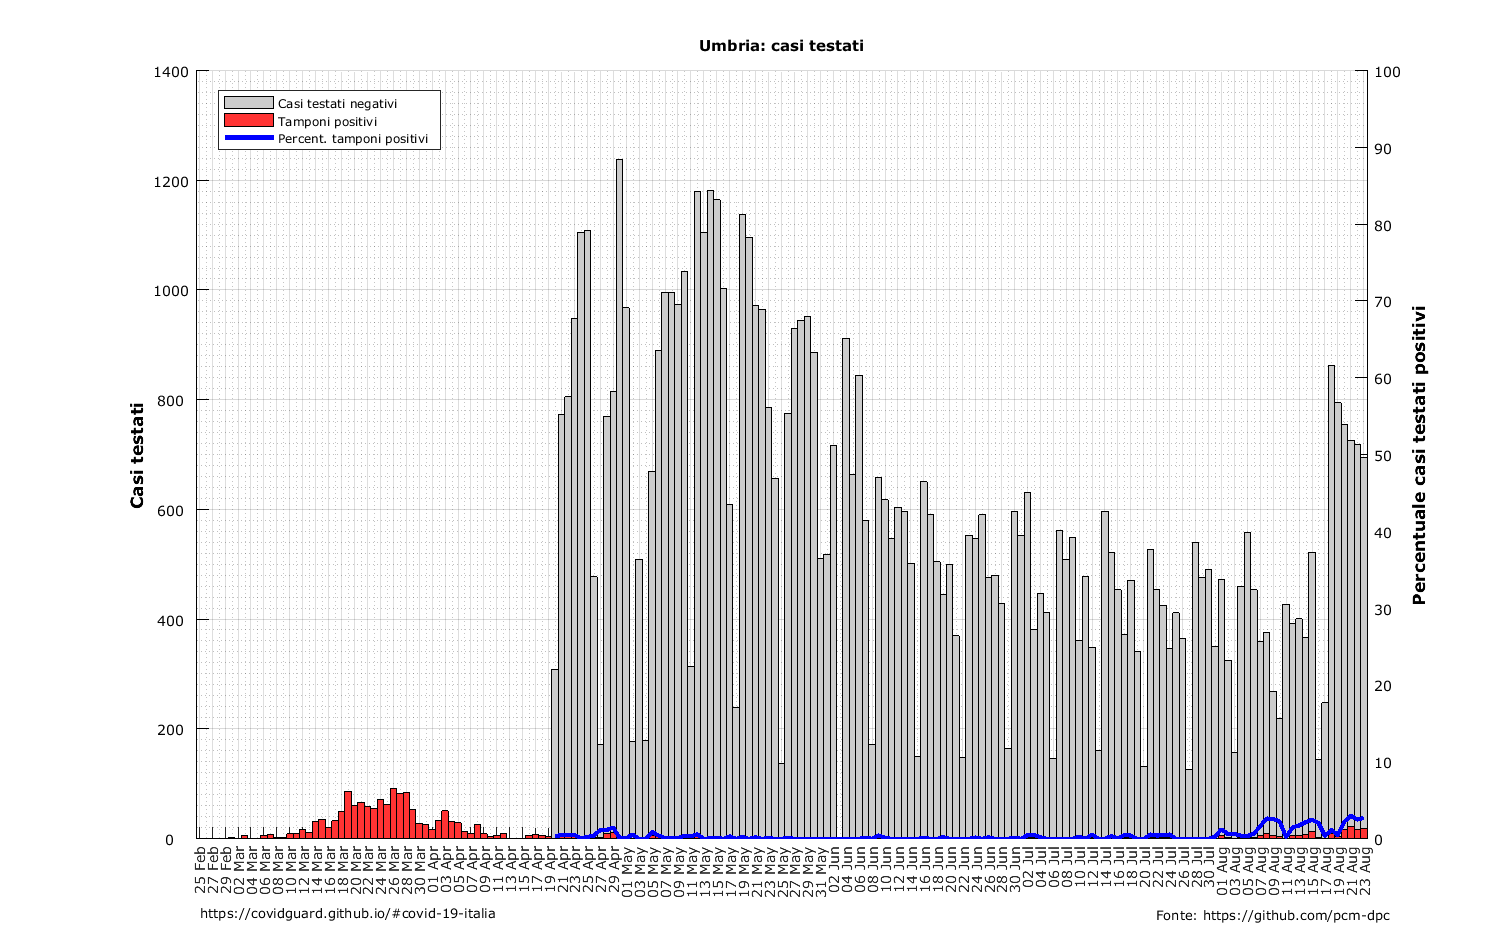 Umbria: casi testati
Casi testati negativi
Tamponi positivi
Percent. tamponi positivi
Casi testati
1400
1200
1000
800
600
400
200
0
Percentuale casi testati positivi
100
90
80
70
60
50
40
30
20
10
0
25 Feb
27 Feb
29 Feb
02 Mar
04 Mar
06 Mar
08 Mar
10 Mar
12 Mar
14 Mar
16 Mar
18 Mar
20 Mar
22 Mar
24 Mar
26 Mar
28 Mar
30 Mar
01 Apr
03 Apr
05 Apr
07 Apr
09 Apr
11 Apr
13 Apr
15 Apr
17 Apr
19 Apr
21 Apr
23 Apr
25 Apr
27 Apr
29 Apr
01 May
03 May
05 May
07 May
09 May
11 May
13 May
15 May
17 May
19 May
21 May
23 May
25 May
27 May
29 May
31 May
02 Jun
04 Jun
06 Jun
08 Jun
10 Jun
12 Jun
14 Jun
16 Jun
18 Jun
20 Jun
22 Jun
24 Jun
26 Jun
28 Jun
30 Jun
02 Jul
04 Jul
06 Jul
08 Jul
10 Jul
12 Jul
14 Jul
16 Jul
18 Jul
20 Jul
22 Jul
24 Jul
26 Jul
28 Jul
30 Jul
01 Aug
03 Aug
05 Aug
07 Aug
09 Aug
11 Aug
13 Aug
15 Aug
17 Aug
19 Aug
21 Aug
23 Aug
https://covidguard.github.io/#covid-19-italia
Fonte: https://github.com/pcm-dpc